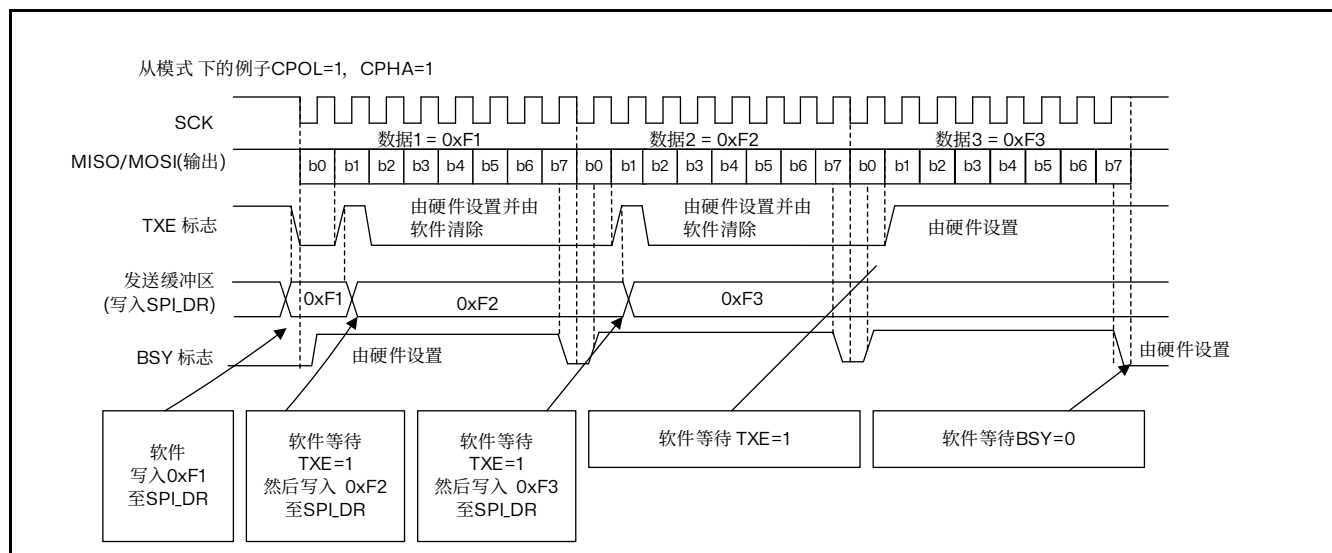 从模式 下的例子CPOL=1, CPHA=1
SCK
数据1 = 0xF1
数据2 = 0xF2
数据3 = 0xF3
MISO/MOSI(输出)
b0 b1 b2 b3 b4 b5 b6 b7 b0 b1 b2 b3 b4 b5 b6 b7 b0 b1 b2 b3 b4 b5 b6 b7
TXE 标志
由硬件设置并由
软件清除
由硬件设置并由
软件清除
由硬件设置
发送缓冲区
(写入SPI_DR)
0xF1
0xF2
0xF3
BSY 标志
由硬件设置
由硬件设置
软件
写入0xF1
至SPI_DR
软件等待
TXE=1
然后写入 0xF2
至SPI_DR
软件等待
TXE=1
然后写入 0xF3
至SPI_DR
软件等待 TXE=1
软件等待BSY=0